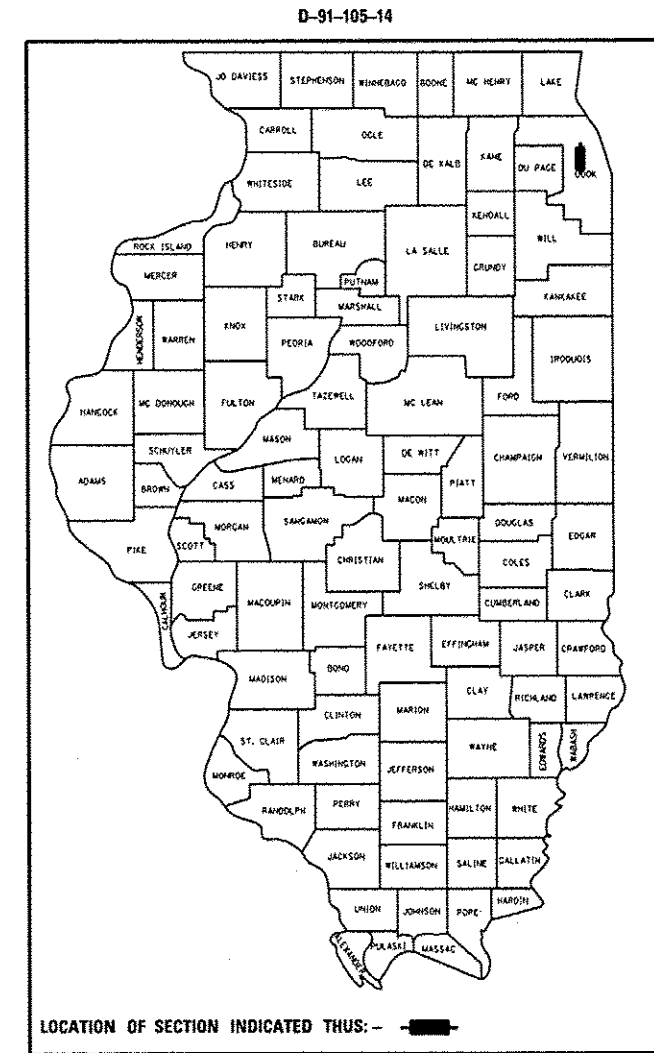 D-91-105-14
JO DAVIESS STEPHENSON WINNEBAGO BOONE MC HENRY LAKE
CARROLL OGLE
DE KALB KANE DU PAGE COOK
WHITESIDE LEE
KENDALL WILL
ROCK ISLAND HENRY BUREAU LA SALLE GRUNDY
MERCER PUTNAM KANKAKEE
STARK MARSHALL
HENDERSON WARREN KNOX PEORIA WOODFORD LIVINGSTON IROQUOIS
HANCOCK MC DONOUGH FULTON TAZEWELL MC LEAN FORD
MASON
SCHUYLER LOGAN DE WITT CHAMPAIGN VERMILION
ADAMS BROWN CASS MENARD PIATT
MACON
PIKE SCOTT MORGAN SANGAMON DOUGLAS EDGAR
MOULTRIE
CHRISTIAN COLES
CALHOUN GREENE SHELBY
MACOUPIN MONTGOMERY CUMBERLAND CLARK
JERSEY
FAYETTE EFFINGHAM JASPER CRAWFORD
MADISON BOND
CLAY RICHLAND LAWRENCE
CLINTON MARION
ST. CLAIR WAYNE EDWARDS WABASH
WASHINGTON JEFFERSON
MONROE
RANDOLPH PERRY HAMILTON WHITE
FRANKLIN
JACKSON WILLIAMSON SALINE GALLATIN
UNION JOHNSON POPE HARDIN
ALEXANDER PULASKI MASSAC
LOCATION OF SECTION INDICATED THUS: -